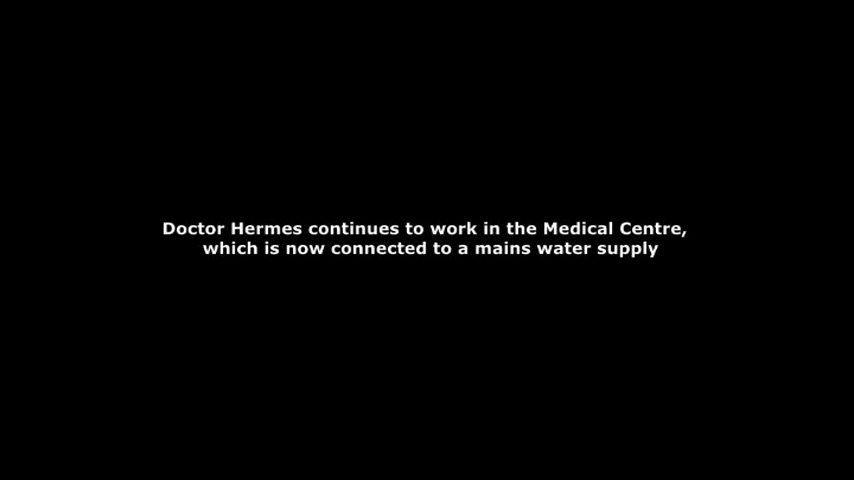 Doctor Hermes continues to work in the Medical Centre,
which is now connected to a mains water supply